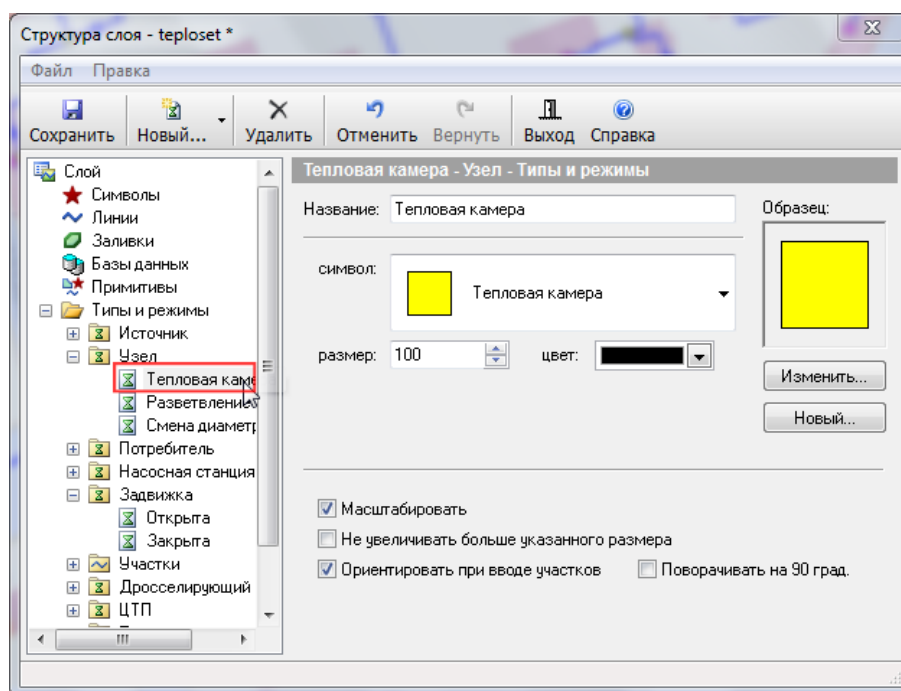 Структура слоя - teploset *
Файл Правка
Сохранить Новый... Удалить Отменить Вернуть Выход Справка
Слой
Символы
Линии
Заливки
Базы данных
Примитивы
Типы и режимы
Источник
Узел
Тепловая каме
Разветвление
Смена диаметр
Потребитель
Насосная станция
Задвижка
Открыта
Закрыта
Участки
Дросселирующий
ЦТП
Тепловая камера - Узел - Типы и режимы
Название: Тепловая камера
Образец:
символ: Тепловая камера
размер: 100 цвет:
Изменить...
Новый...
Масштабировать
Не увеличивать больше указанного размера
Ориентировать при вводе участков Поворачивать на 90 град.